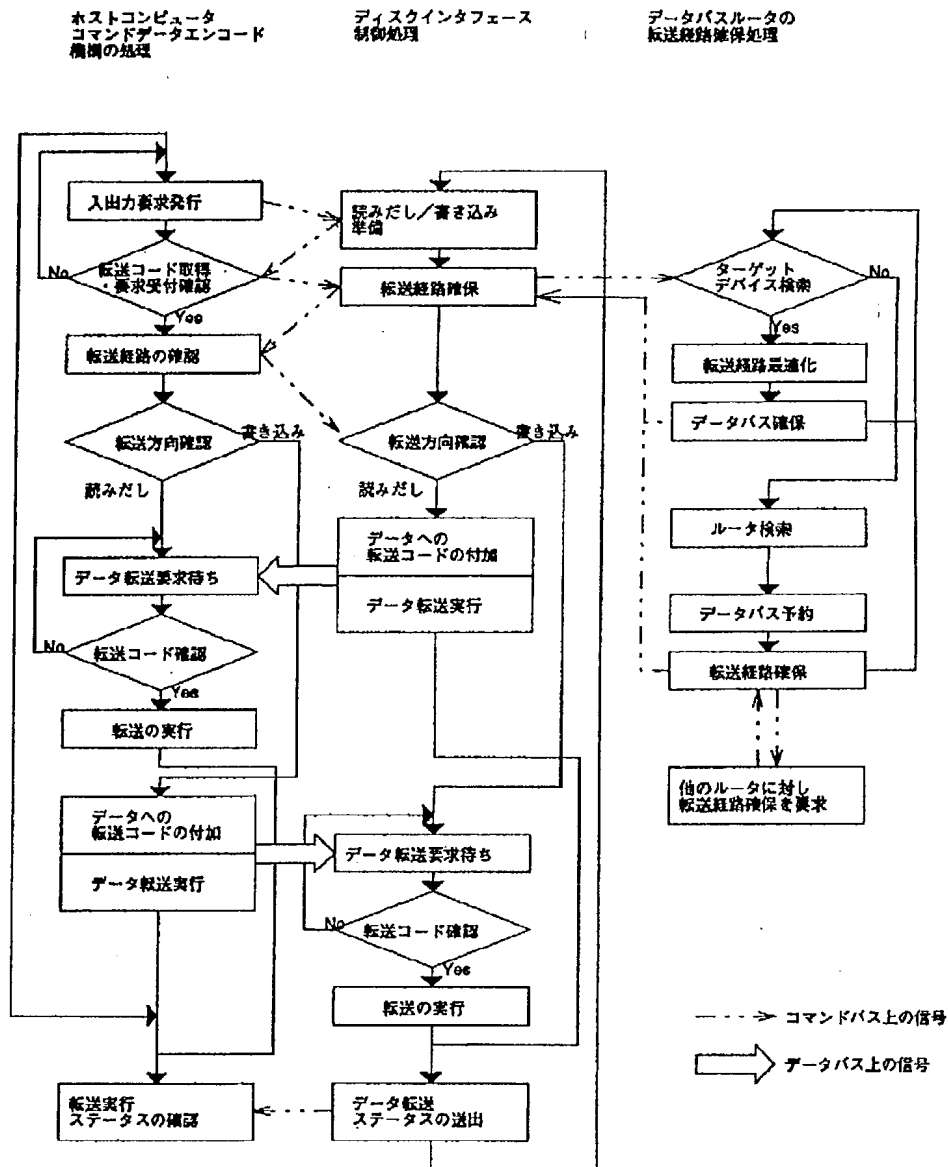 ホストコンピュータ
コマンドデータエンコード
機構の処理
ディスクインタフェース
制御処理
データバスルータの
転送経路確保処理
入出力要求発行
転送コード取得
・要求受付確認
No
Yes
転送経路の確認
転送方向確認
書き込み
読みだし
データ転送要求待ち
転送コード確認
No
Yes
転送の実行
データへの
転送コードの付加
データ転送実行
転送実行
ステータスの確認
読みだし/書き込み
準備
転送経路確保
転送方向確認
書き込み
読みだし
データへの
転送コードの付加
データ転送実行
データ転送要求待ち
転送コード確認
No
Yes
転送の実行
データ転送
ステータスの送出
ターゲット
デバイス検索
No
Yes
転送経路最適化
データバス確保
ルータ検索
データバス予約
転送経路確保
他のルータに対し
転送経路確保を要求
コマンドバス上の信号
データバス上の信号